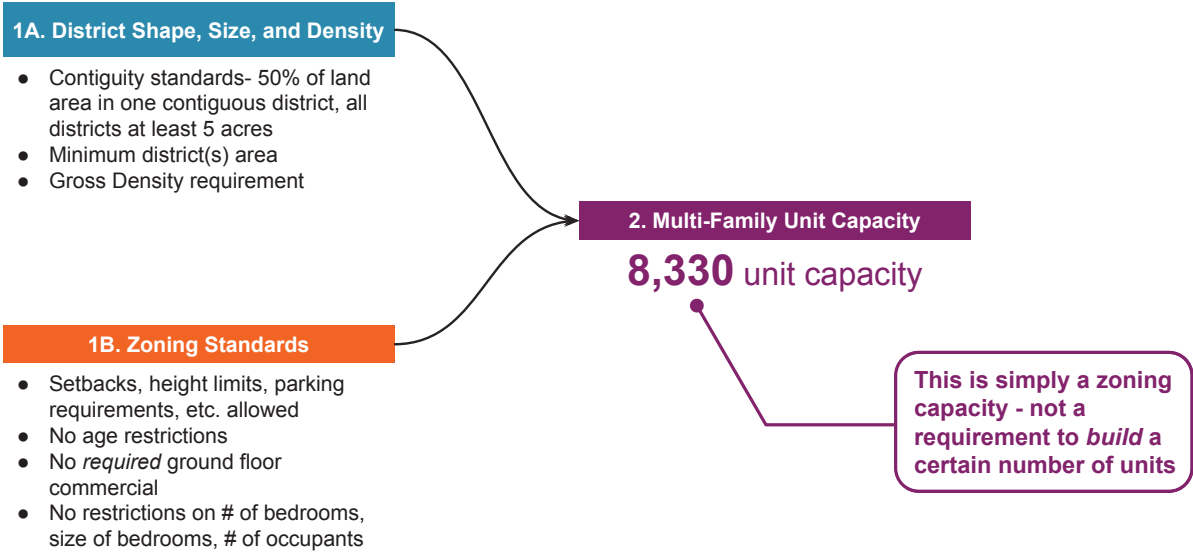 1A. District Shape, Size, and Density
● Contiguity standards- 50% of land
area in one contiguous district, all
districts at least 5 acres
● Minimum district(s) area
● Gross Density requirement
2. Multi-Family Unit Capacity
8,330 unit capacity
1B. Zoning Standards
● Setbacks, height limits, parking
requirements, etc. allowed
● No age restrictions
● No required ground floor
commercial
● No restrictions on # of bedrooms,
size of bedrooms, # of occupants
This is simply a zoning
capacity - not a
requirement to build a
certain number of units